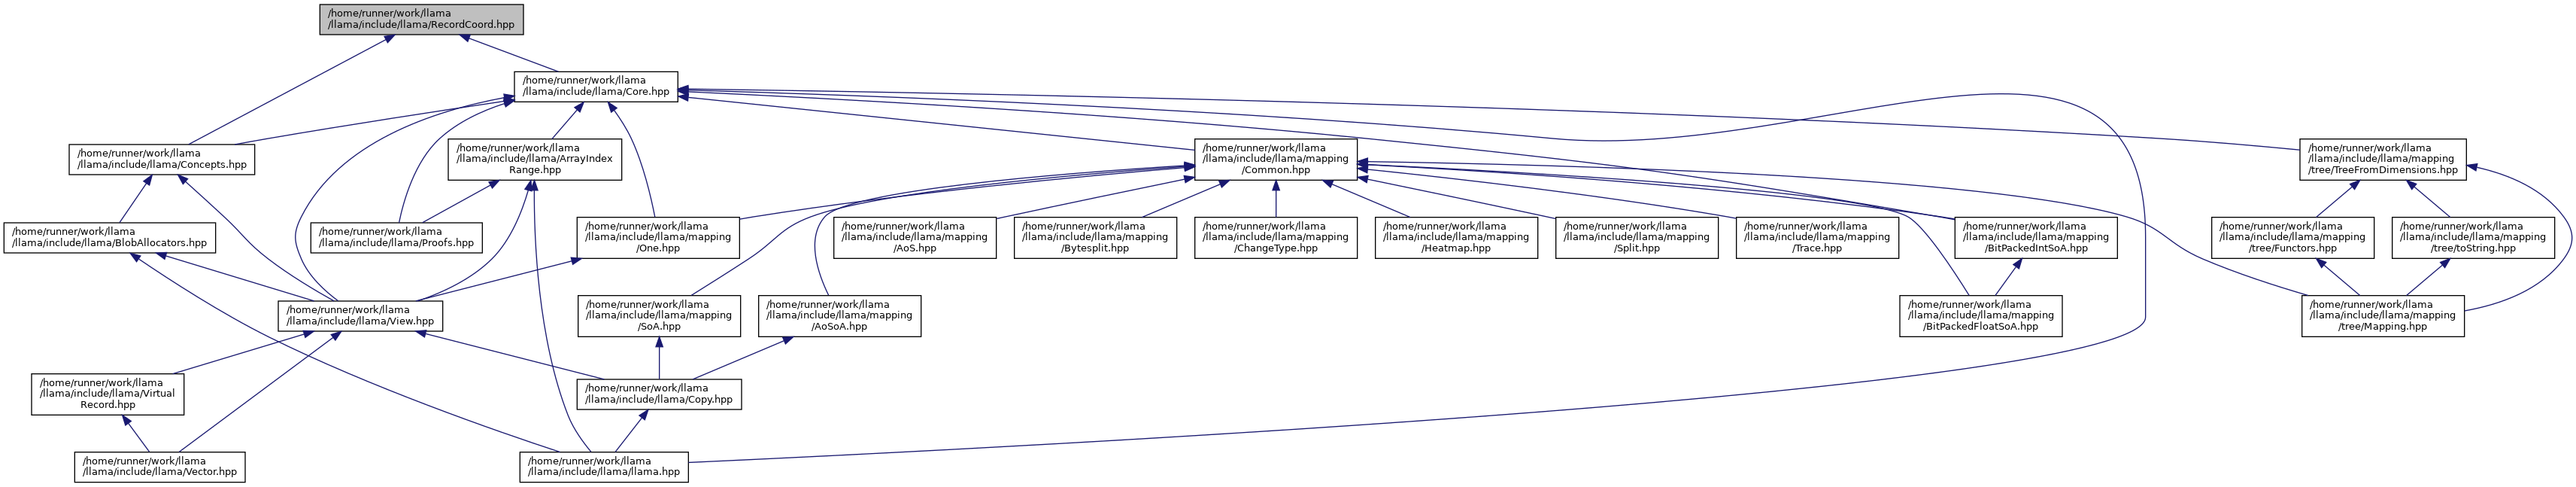 /home/runner/work/llama
/llama/include/llama/RecordCoord.hpp
/home/runner/work/llama
/llama/include/llama/Core.hpp
/home/runner/work/llama
/llama/include/llama/Concepts.hpp
/home/runner/work/llama
/llama/include/llama/ArrayIndex
Range.hpp
/home/runner/work/llama
/llama/include/llama/mapping
/Common.hpp
/home/runner/work/llama
/llama/include/llama/mapping
/tree/TreeFromDimensions.hpp
/home/runner/work/llama
/llama/include/llama/BlobAllocators.hpp
/home/runner/work/llama
/llama/include/llama/Proofs.hpp
/home/runner/work/llama
/llama/include/llama/mapping
/One.hpp
/home/runner/work/llama
/llama/include/llama/mapping
/AoS.hpp
/home/runner/work/llama
/llama/include/llama/mapping
/Bytesplit.hpp
/home/runner/work/llama
/llama/include/llama/mapping
/ChangeType.hpp
/home/runner/work/llama
/llama/include/llama/mapping
/Heatmap.hpp
/home/runner/work/llama
/llama/include/llama/mapping
/Split.hpp
/home/runner/work/llama
/llama/include/llama/mapping
/Trace.hpp
/home/runner/work/llama
/llama/include/llama/mapping
/BitPackedIntSoA.hpp
/home/runner/work/llama
/llama/include/llama/mapping
/tree/Functors.hpp
/home/runner/work/llama
/llama/include/llama/mapping
/tree/toString.hpp
/home/runner/work/llama
/llama/include/llama/View.hpp
/home/runner/work/llama
/llama/include/llama/mapping
/SoA.hpp
/home/runner/work/llama
/llama/include/llama/mapping
/AoSoA.hpp
/home/runner/work/llama
/llama/include/llama/mapping
/BitPackedFloatSoA.hpp
/home/runner/work/llama
/llama/include/llama/mapping
/tree/Mapping.hpp
/home/runner/work/llama
/llama/include/llama/Virtual
Record.hpp
/home/runner/work/llama
/llama/include/llama/Copy.hpp
/home/runner/work/llama
/llama/include/llama/Vector.hpp
/home/runner/work/llama
/llama/include/llama/llama.hpp